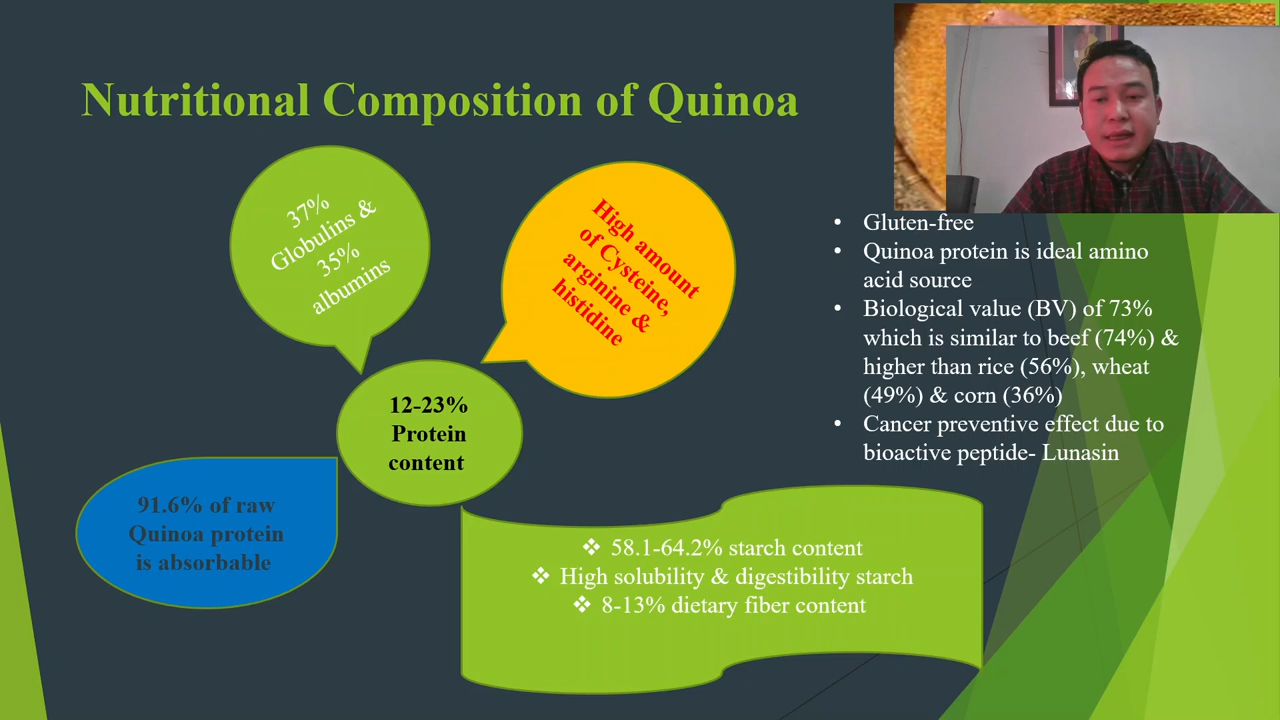 Nutritional Composition of Quinoa
37%
Globulins &
35%
albumins
High amount
of Cysteine,
arginine &
histidine
12-23%
Protein
content
91.6% of raw
Quinoa protein
is absorbable
• Gluten-free
• Quinoa protein is ideal amino
acid source
• Biological value (BV) of 73%
which is similar to beef (74%) &
higher than rice (56%), wheat
(49%) & corn (36%)
• Cancer preventive effect due to
bioactive peptide- Lunasin
❖ 58.1-64.2% starch content
❖ High solubility & digestibility starch
❖ 8-13% dietary fiber content